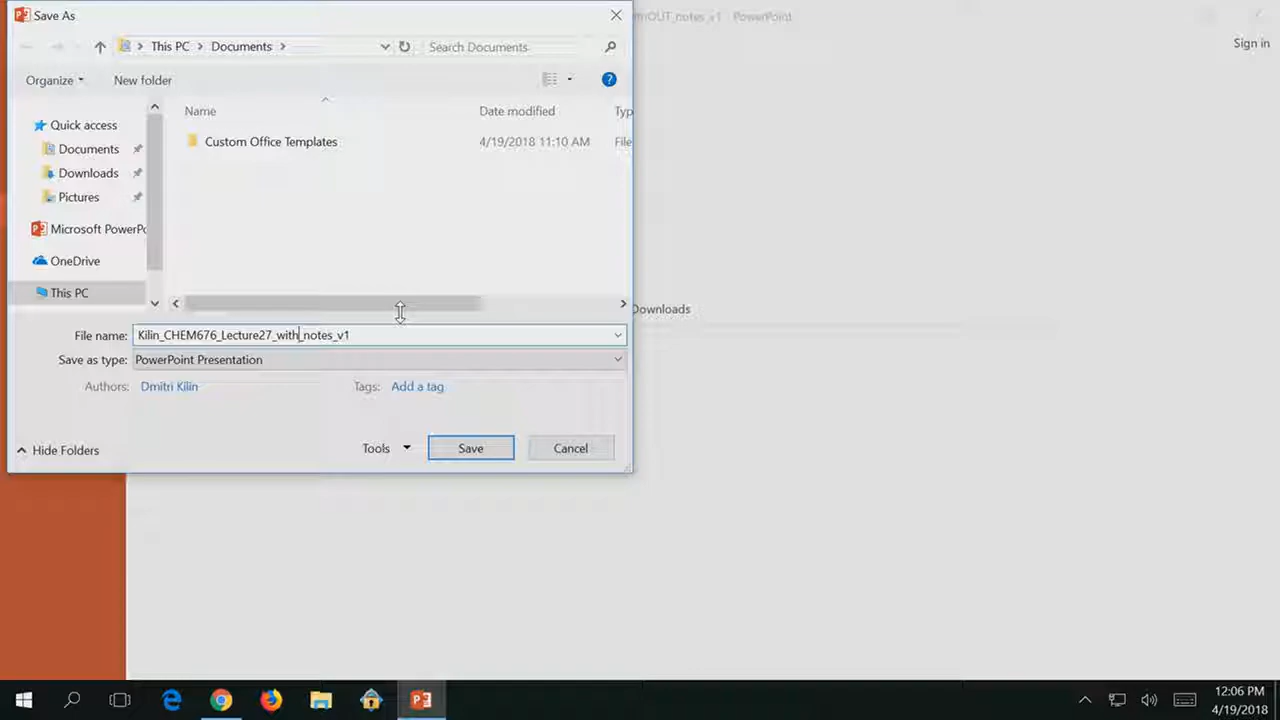 Save As
OUT_notes_v1 - PowerPoint
Sign in
This PC > Documents >
Search Documents
Organize
New folder
Name
Date modified
Typ
Quick access
Documents
Downloads
Pictures
Microsoft PowerPo
OneDrive
This PC
Custom Office Templates
4/19/2018 11:10 AM
File
Downloads
File name:
Kilin_CHEM676_Lecture27_with_notes_v1
Save as type:
PowerPoint Presentation
Authors:
Dmitri Kilin
Tags:
Add a tag
Hide Folders
Tools
Save
Cancel
12:06 PM
4/19/2018